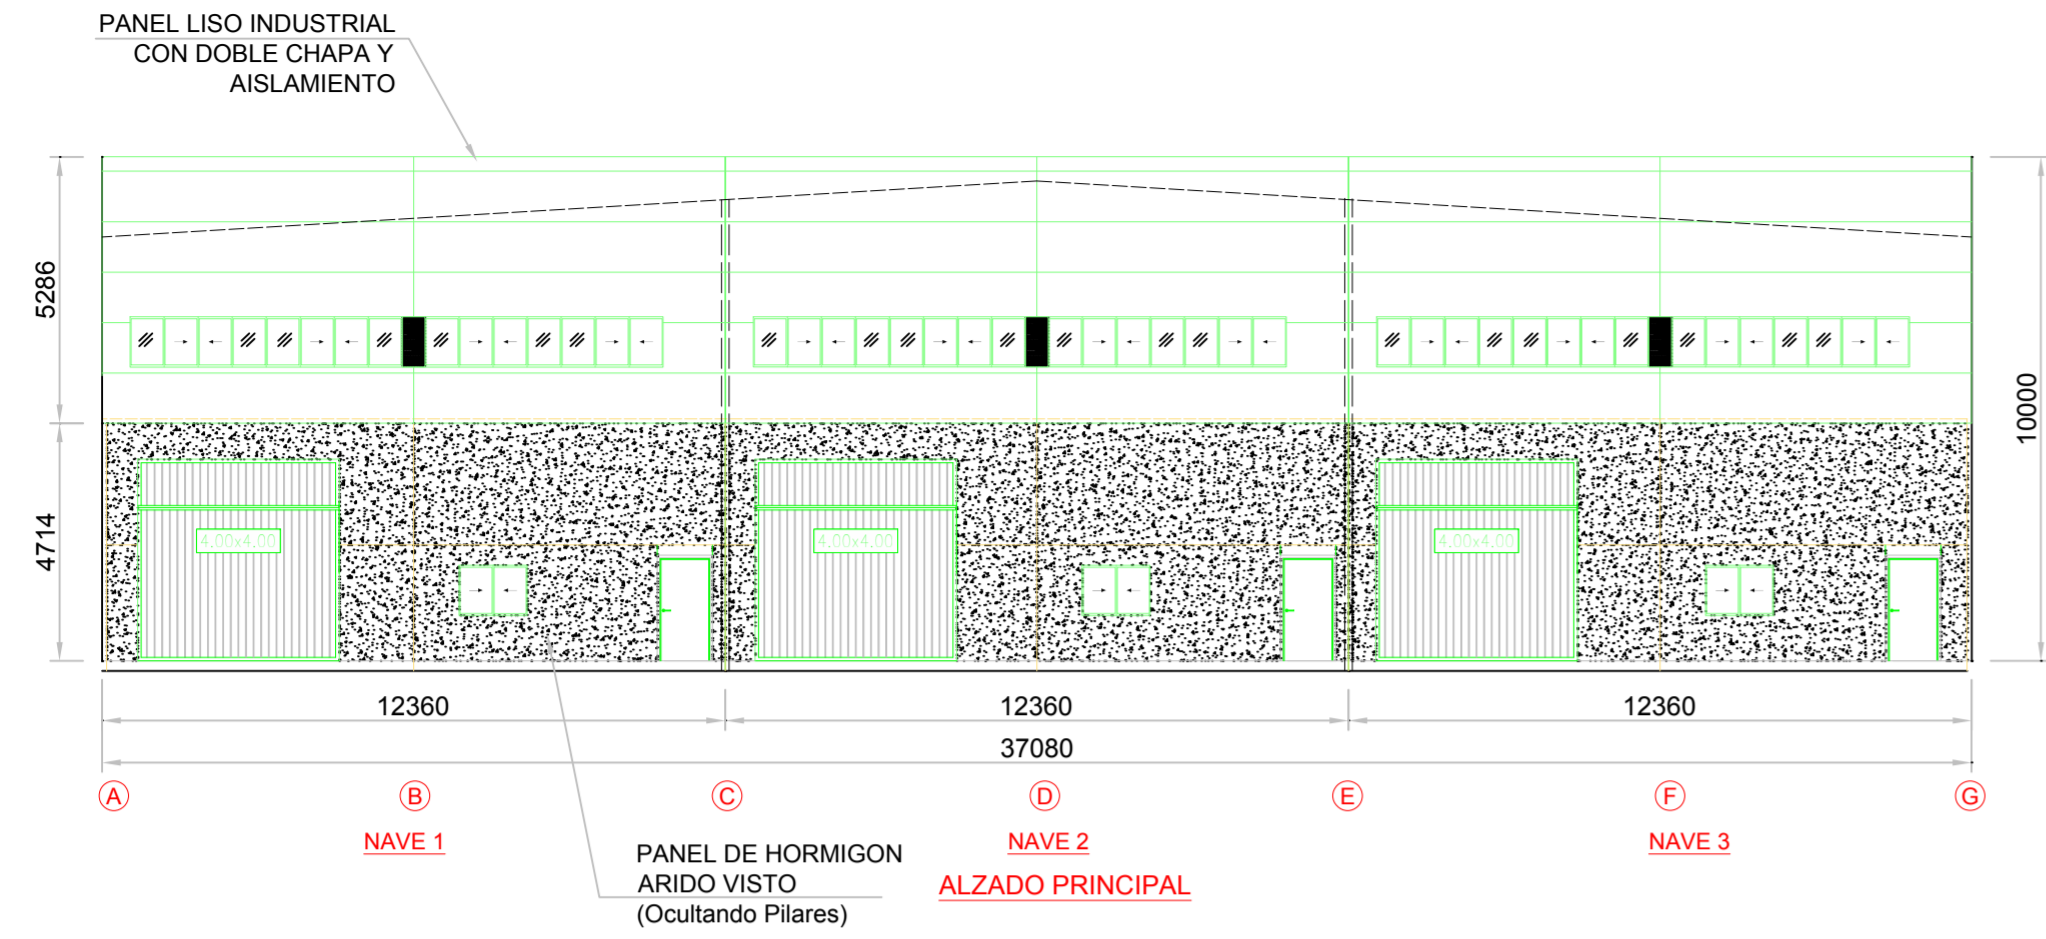 PANEL LISO INDUSTRIAL
CON DOBLE CHAPA Y
AISLAMIENTO
5286
4714
10000
4.00x4.00
4.00x4.00
4.00x4.00
12360
12360
12360
37080
A
B
C
D
E
F
G
NAVE 1
NAVE 2
NAVE 3
PANEL DE HORMIGON
ARIDO VISTO
(Ocultando Pilares)
ALZADO PRINCIPAL